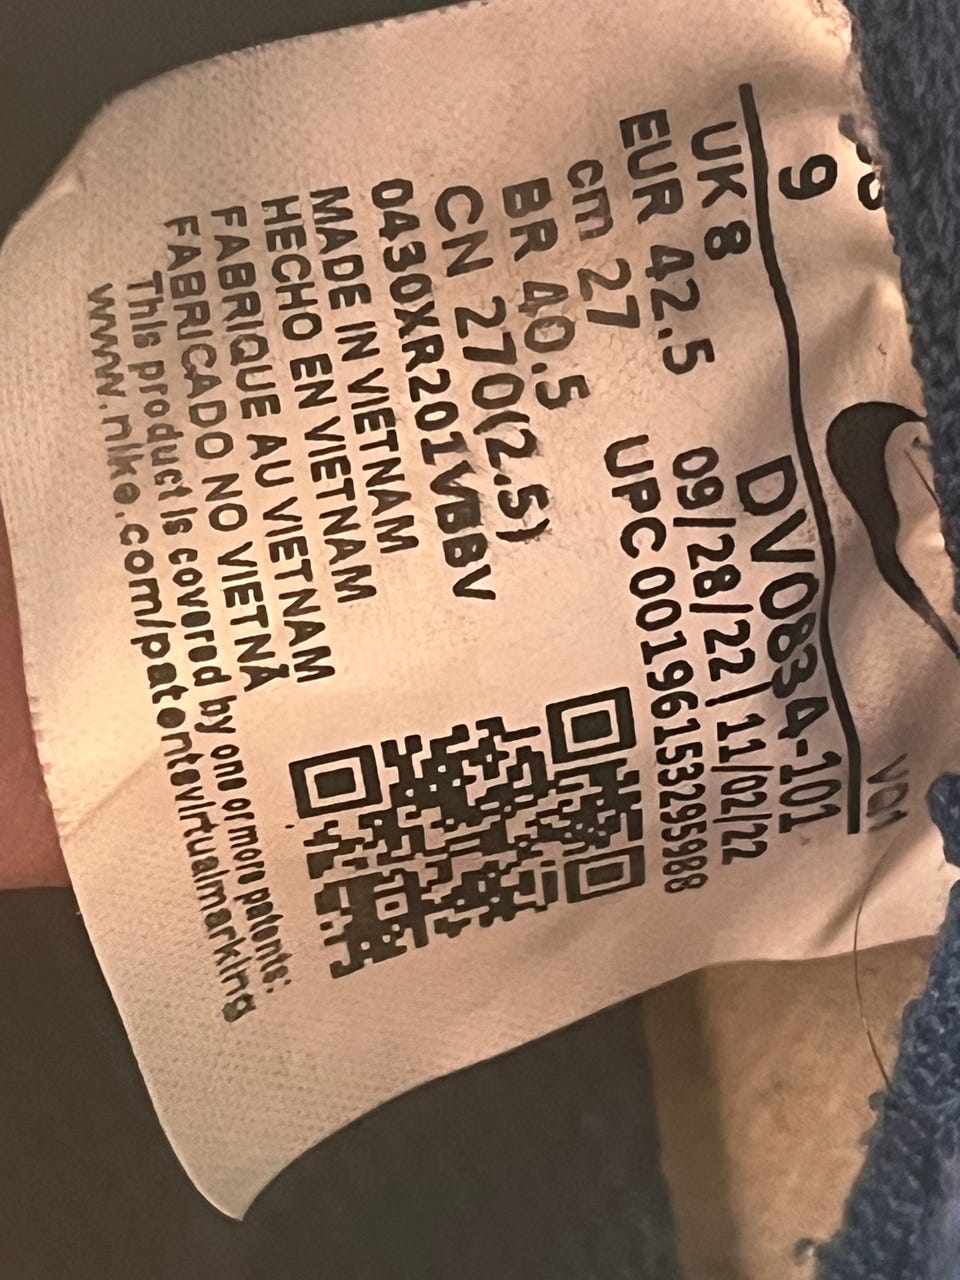 9
V01
UK 8
EUR 42.5
cm 27
BR 40.5
CN 270(2.5)
DV0834-101
09/28/22 | 11/02/22
UPC 00196153295988
0430XR201VBBV
MADE IN VIETNAM
HECHO EN VIETNAM
FABRIQUE AU VIETNAM
FABRICADO NO VIETNÃ
This product is covered by one or more patents:
www.nike.com/patentsvirtualmarking